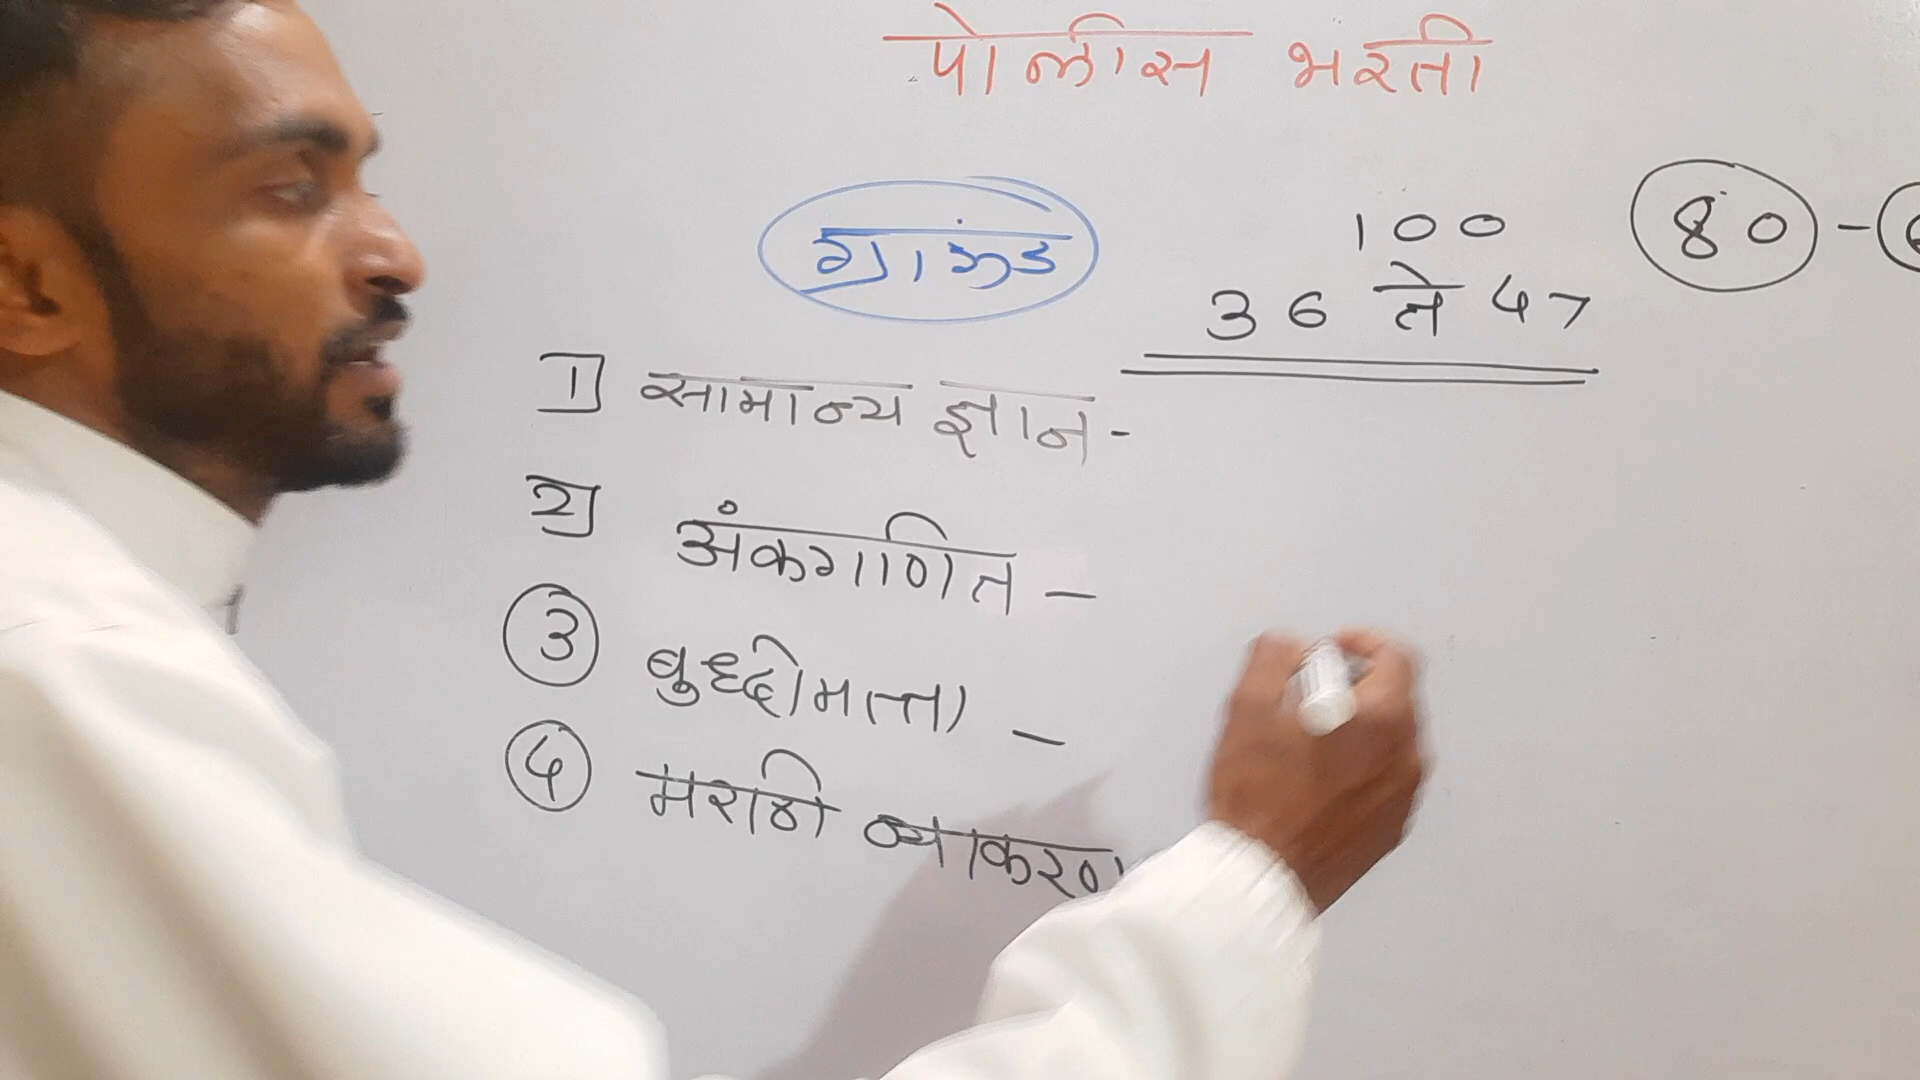 पोलीस भरती
ग्राऊंड
100
36 ते 47
80 -
1) सामान्य ज्ञान -
2) अंकगणित -
3 बुध्दीमत्ता -
4 मराठी व्याकरण